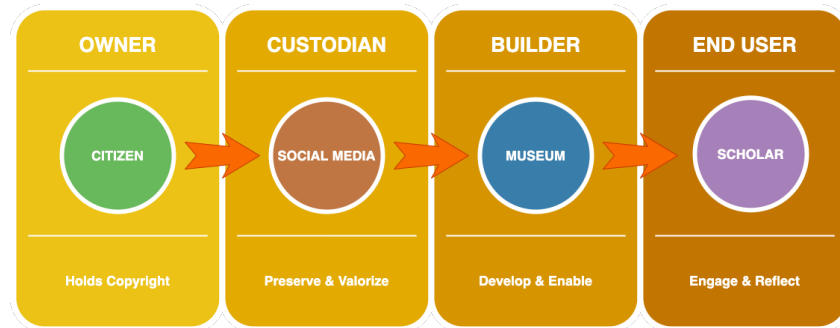 OWNER
CITIZEN
Holds Copyright
CUSTODIAN
SOCIAL MEDIA
Preserve & Valorize
BUILDER
MUSEUM
Develop & Enable
END USER
SCHOLAR
Engage & Reflect